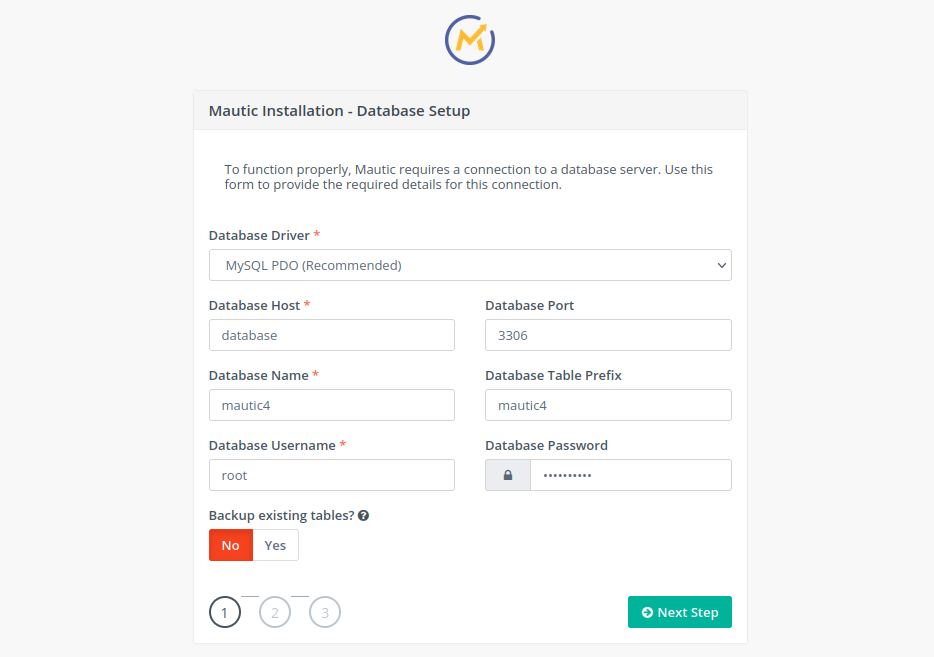 Mautic Installation - Database Setup
To function properly, Mautic requires a connection to a database server. Use this
form to provide the required details for this connection.
Database Driver *
MySQL PDO (Recommended)
Database Host *
Database Port
database
3306
Database Name *
Database Table Prefix
mautic4
mautic4
Database Username *
Database Password
root
••••••••••
Backup existing tables?
No
Yes
1
2
3
Next Step